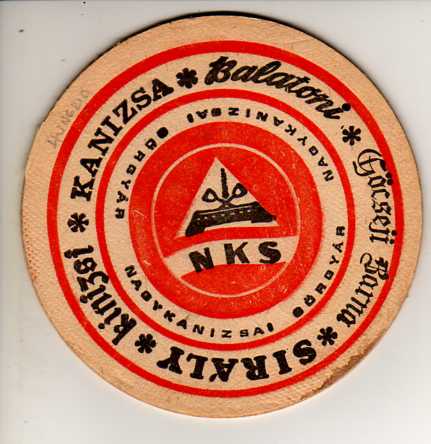 KANIZSA * Balatoni * Göcseji Barna * SIRÁLY * kinizsi *
NAGYKANIZSAI SÖRGYÁR
NAGYKANIZSAI SÖRGYÁR
NKS